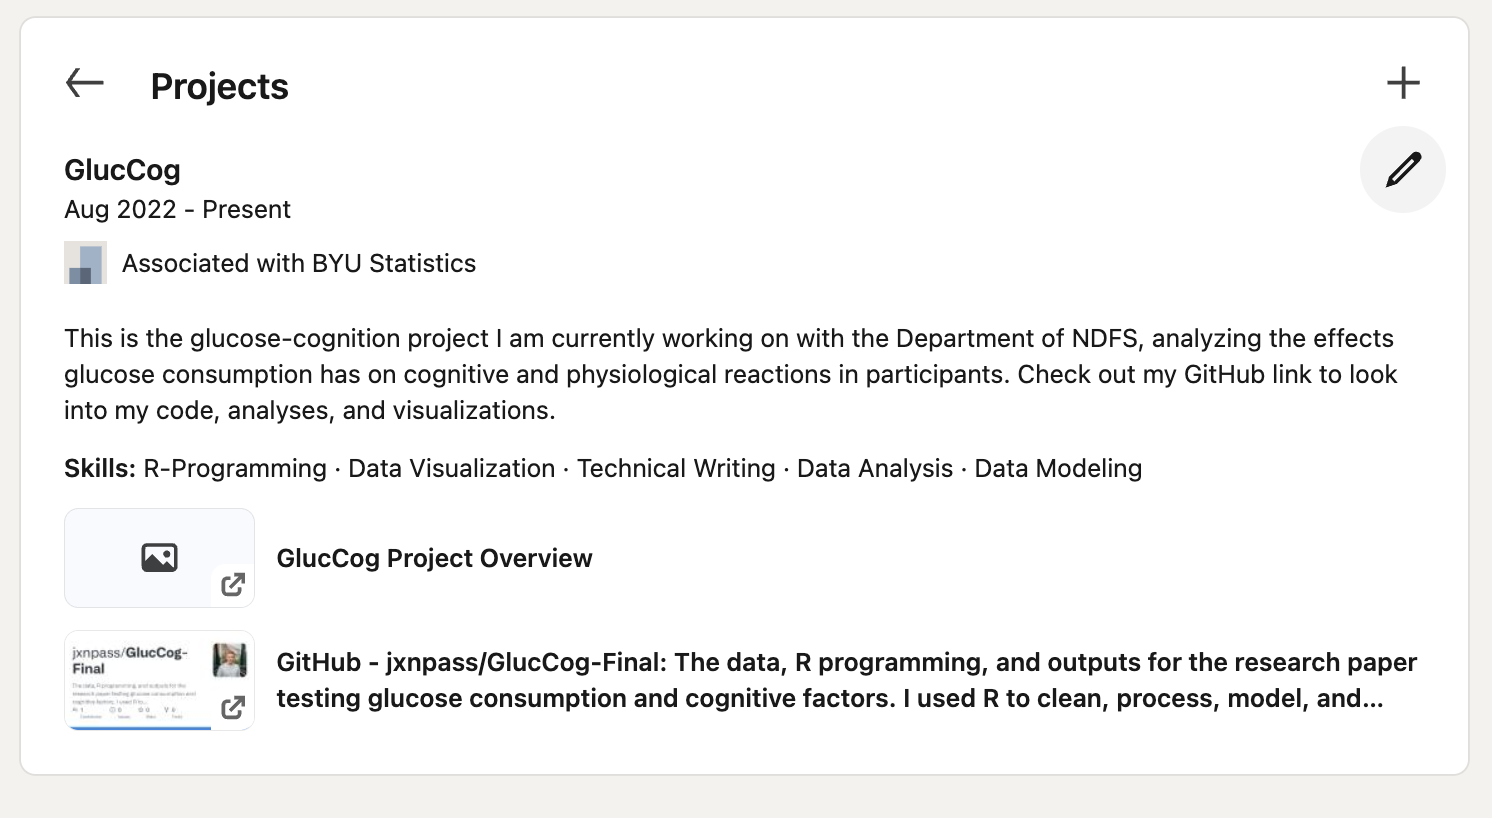 Projects
GlucCog
Aug 2022 - Present
Associated with BYU Statistics
This is the glucose-cognition project I am currently working on with the Department of NDFS, analyzing the effects
glucose consumption has on cognitive and physiological reactions in participants. Check out my GitHub link to look
into my code, analyses, and visualizations.
Skills: R-Programming · Data Visualization · Technical Writing · Data Analysis · Data Modeling
GlucCog Project Overview
jxnpass/GlucCog-
Final
GitHub - jxnpass/GlucCog-Final: The data, R programming, and outputs for the research paper
testing glucose consumption and cognitive factors. I used R to clean, process, model, and...